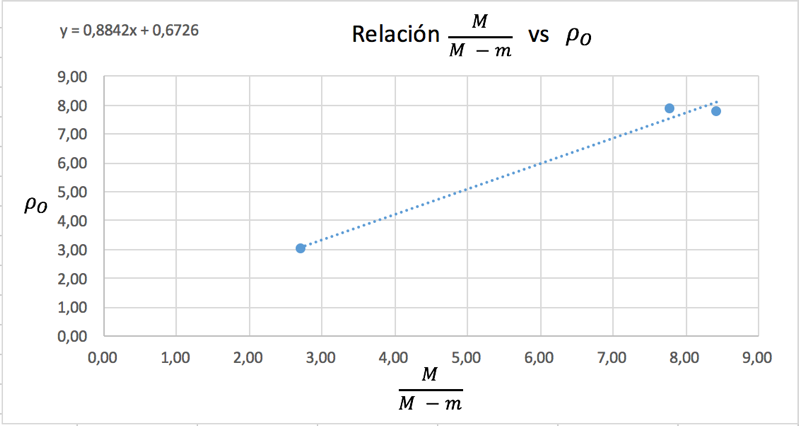 y = 0,8842x + 0,6726
Relación M/(M − m) vs ρO
9,00
8,00
7,00
6,00
5,00
4,00
3,00
2,00
1,00
0,00
ρO
0,00 1,00 2,00 3,00 4,00 5,00 6,00 7,00 8,00 9,00
M/(M − m)